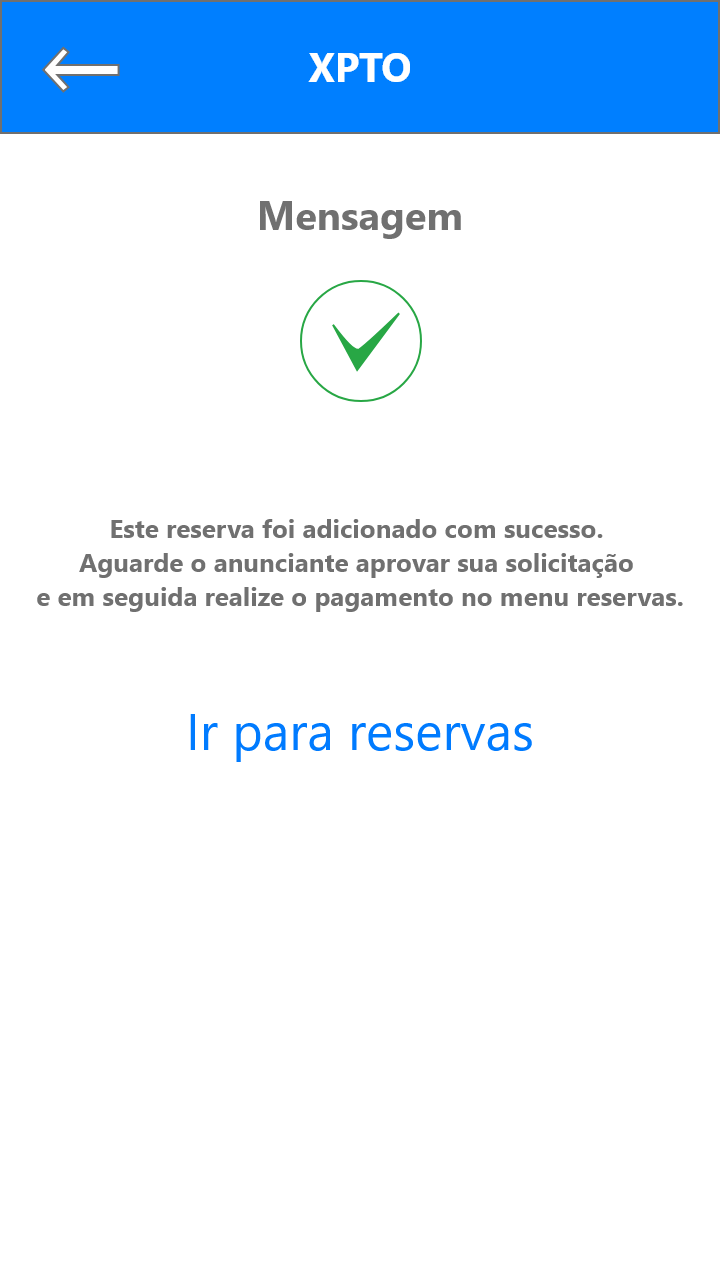 XPTO
Mensagem
Este reserva foi adicionado com sucesso.
Aguarde o anunciante aprovar sua solicitação
e em seguida realize o pagamento no menu reservas.
Ir para reservas